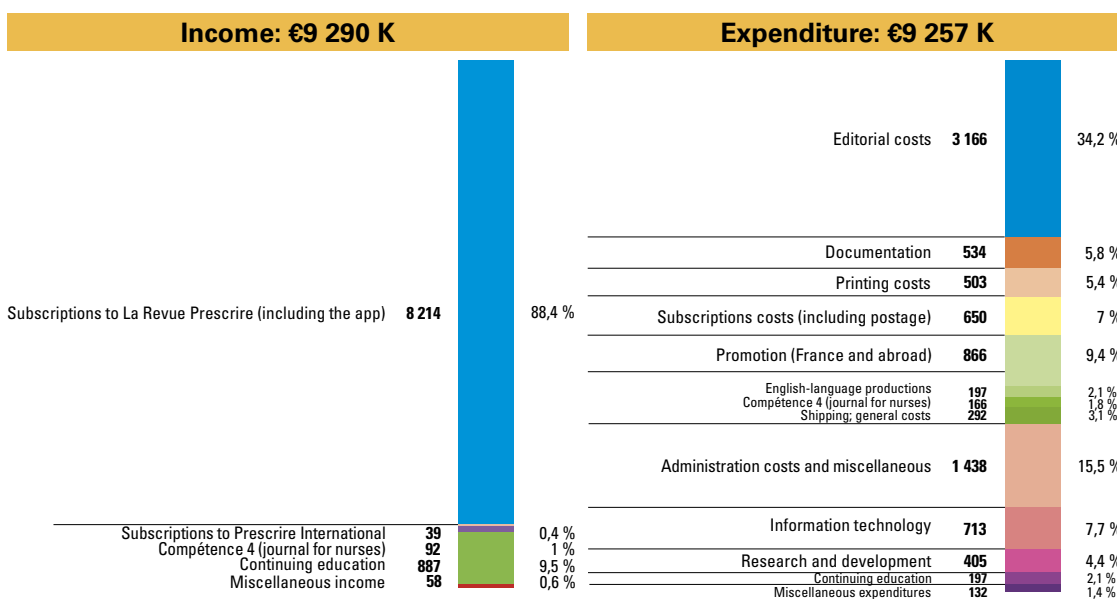 Income: €9 290 K
Subscriptions to La Revue Prescrire (including the app) 8 214 88,4 %
Subscriptions to Prescrire International 39 0,4 %
Compétence 4 (journal for nurses) 92 1 %
Continuing education 887 9,5 %
Miscellaneous income 58 0,6 %
Expenditure: €9 257 K
Editorial costs 3 166 34,2 %
Documentation 534 5,8 %
Printing costs 503 5,4 %
Subscriptions costs (including postage) 650 7 %
Promotion (France and abroad) 866 9,4 %
English-language productions 197 2,1 %
Compétence 4 (journal for nurses) 166 1,8 %
Shipping; general costs 292 3,1 %
Administration costs and miscellaneous 1 438 15,5 %
Information technology 713 7,7 %
Research and development 405 4,4 %
Continuing education 197 2,1 %
Miscellaneous expenditures 132 1,4 %